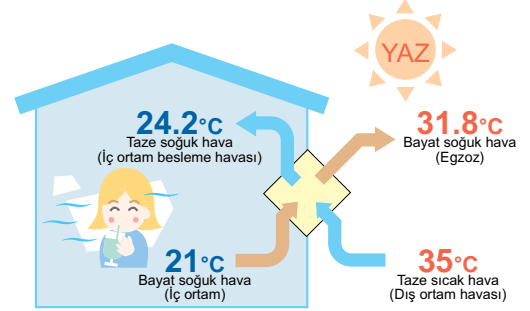 YAZ
24.2°C
Taze soğuk hava
(İç ortam besleme havası)
31.8°C
Bayat soğuk hava
(Egzoz)
21°C
Bayat soğuk hava
(İç ortam)
35°C
Taze sıcak hava
(Dış ortam havası)